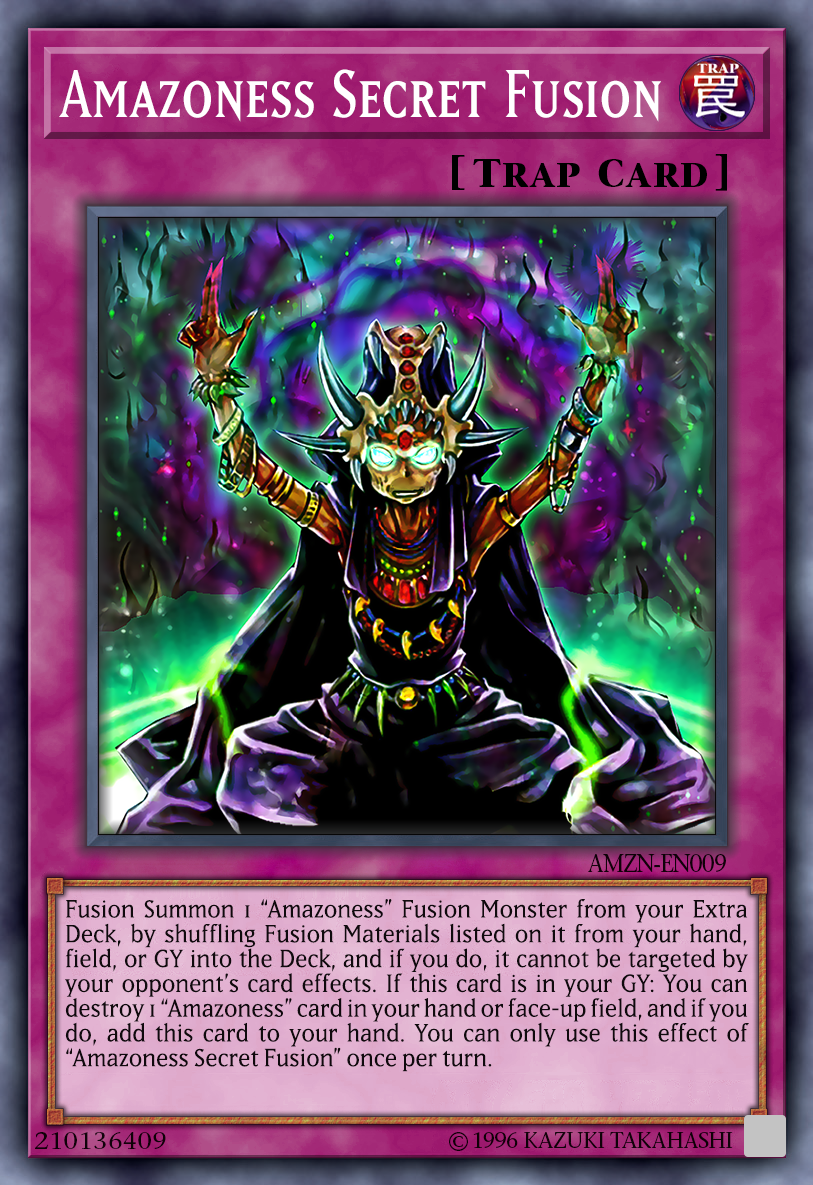 Amazoness Secret Fusion
TRAP
罠
[Trap Card]
AMZN-EN009
Fusion Summon 1 “Amazoness” Fusion Monster from your Extra
Deck, by shuffling Fusion Materials listed on it from your hand,
field, or GY into the Deck, and if you do, it cannot be targeted by
your opponent’s card effects. If this card is in your GY: You can
destroy 1 “Amazoness” card in your hand or face-up field, and if you
do, add this card to your hand. You can only use this effect of
“Amazoness Secret Fusion” once per turn.
210136409
© 1996 KAZUKI TAKAHASHI